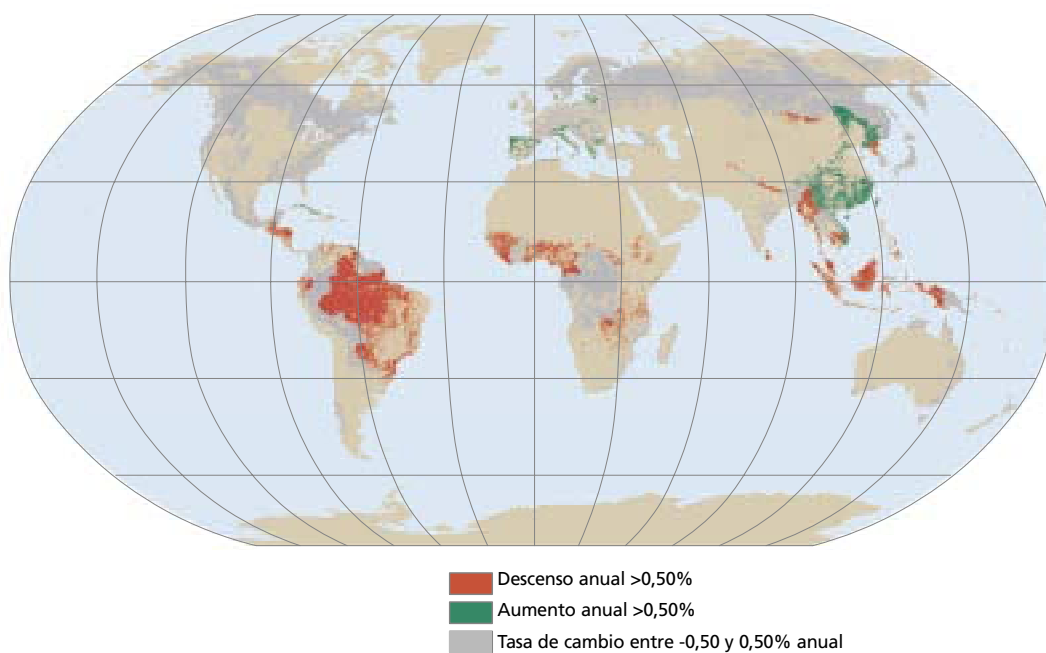 Descenso anual >0,50%
Aumento anual >0,50%
Tasa de cambio entre -0,50 y 0,50% anual